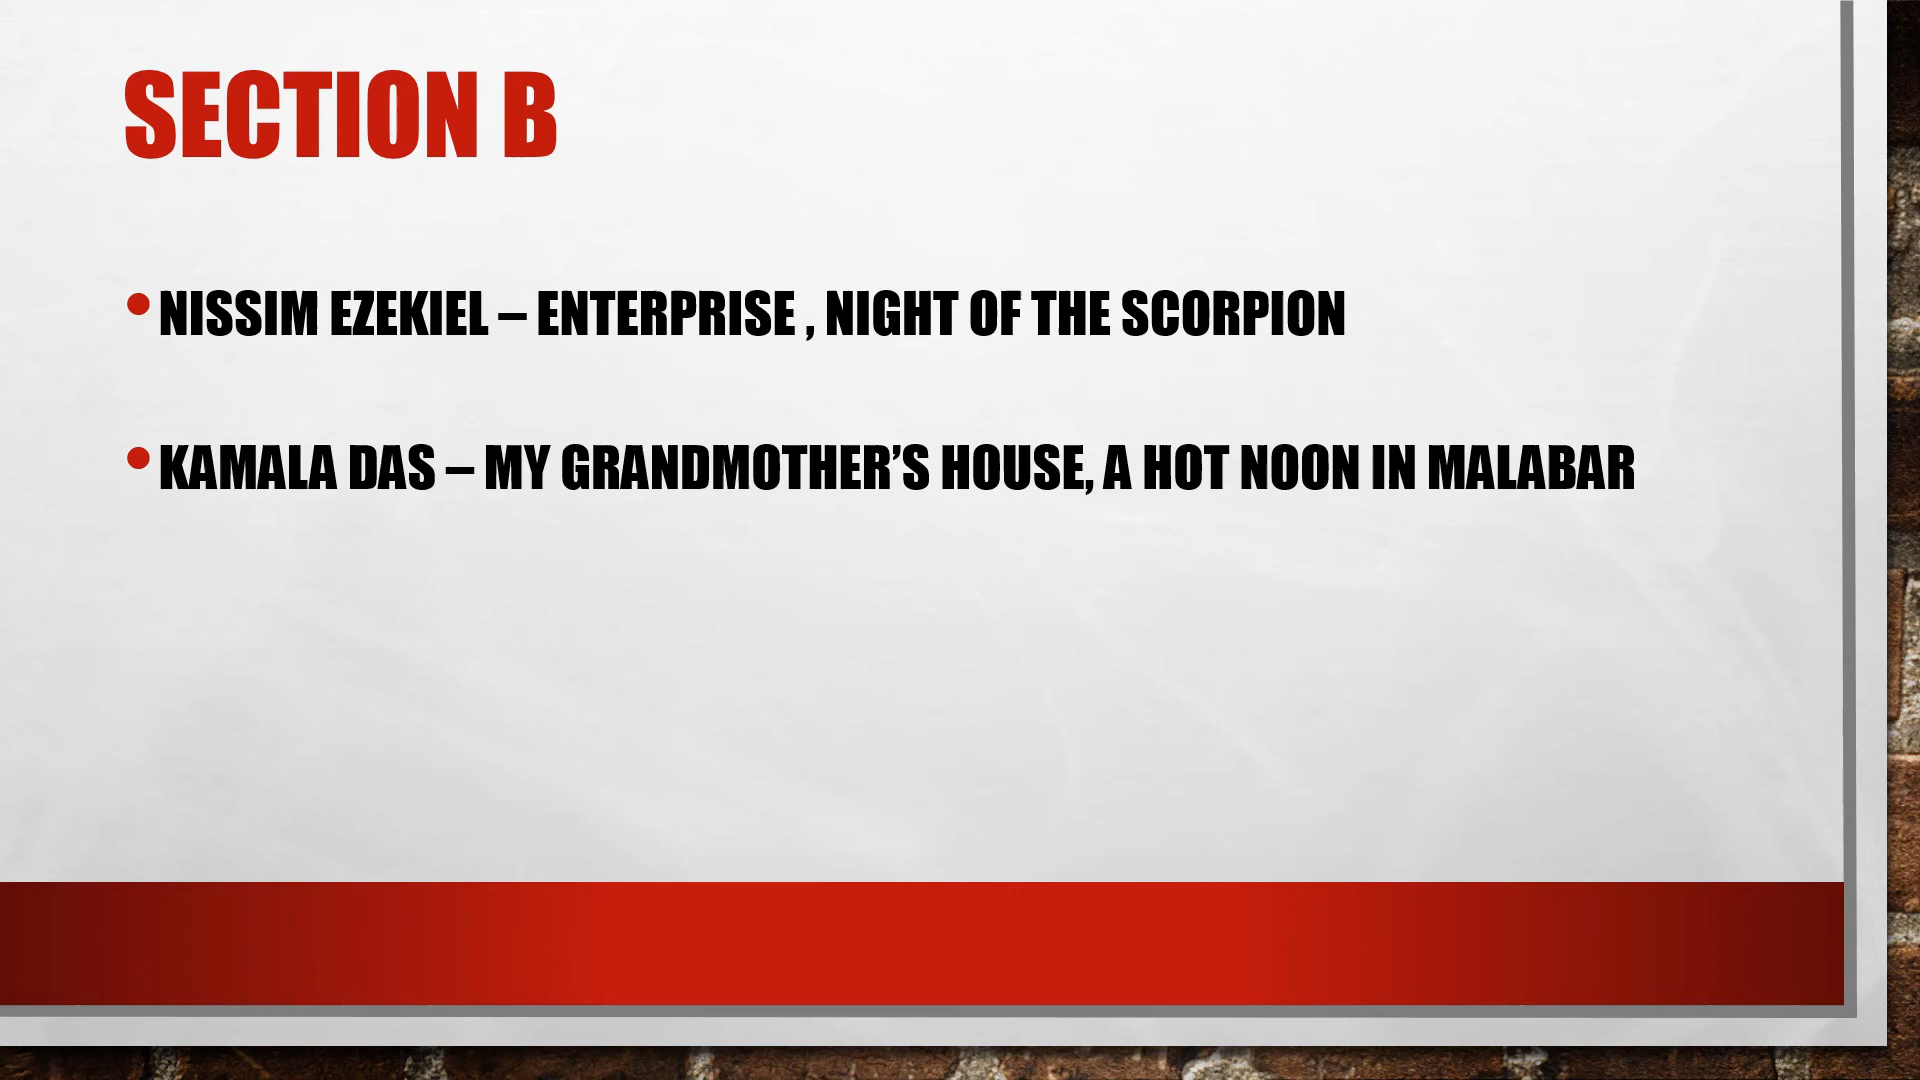 SECTION B
• NISSIM EZEKIEL – ENTERPRISE , NIGHT OF THE SCORPION
• KAMALA DAS – MY GRANDMOTHER’S HOUSE, A HOT NOON IN MALABAR